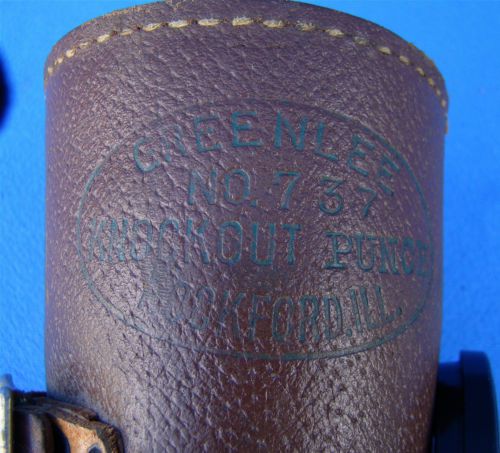 GREENLEE
NO. 737
KNOCKOUT PUNCH
ROCKFORD. ILL.